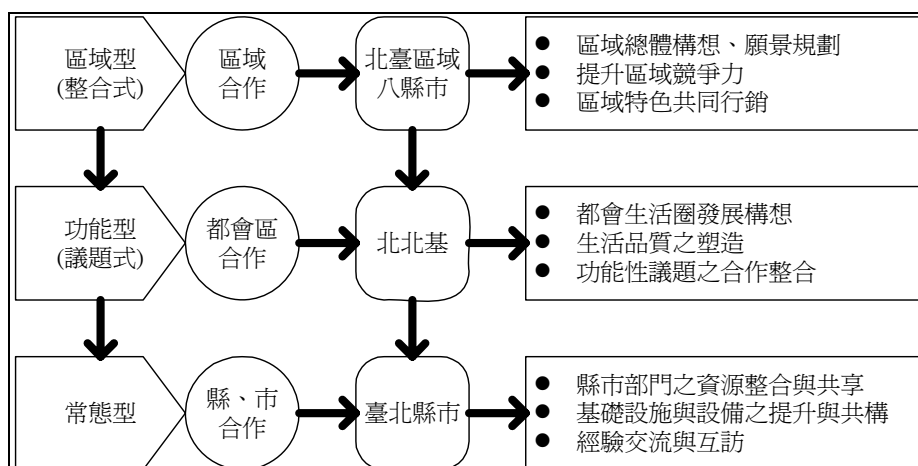 區域型
(整合式)
區域
合作
北臺區域
八縣市
● 區域總體構想、願景規劃
● 提升區域競爭力
● 區域特色共同行銷
功能型
(議題式)
都會區
合作
北北基
● 都會生活圈發展構想
● 生活品質之塑造
● 功能性議題之合作整合
常態型
縣、市
合作
臺北縣市
● 縣市部門之資源整合與共享
● 基礎設施與設備之提升與共構
● 經驗交流與互訪